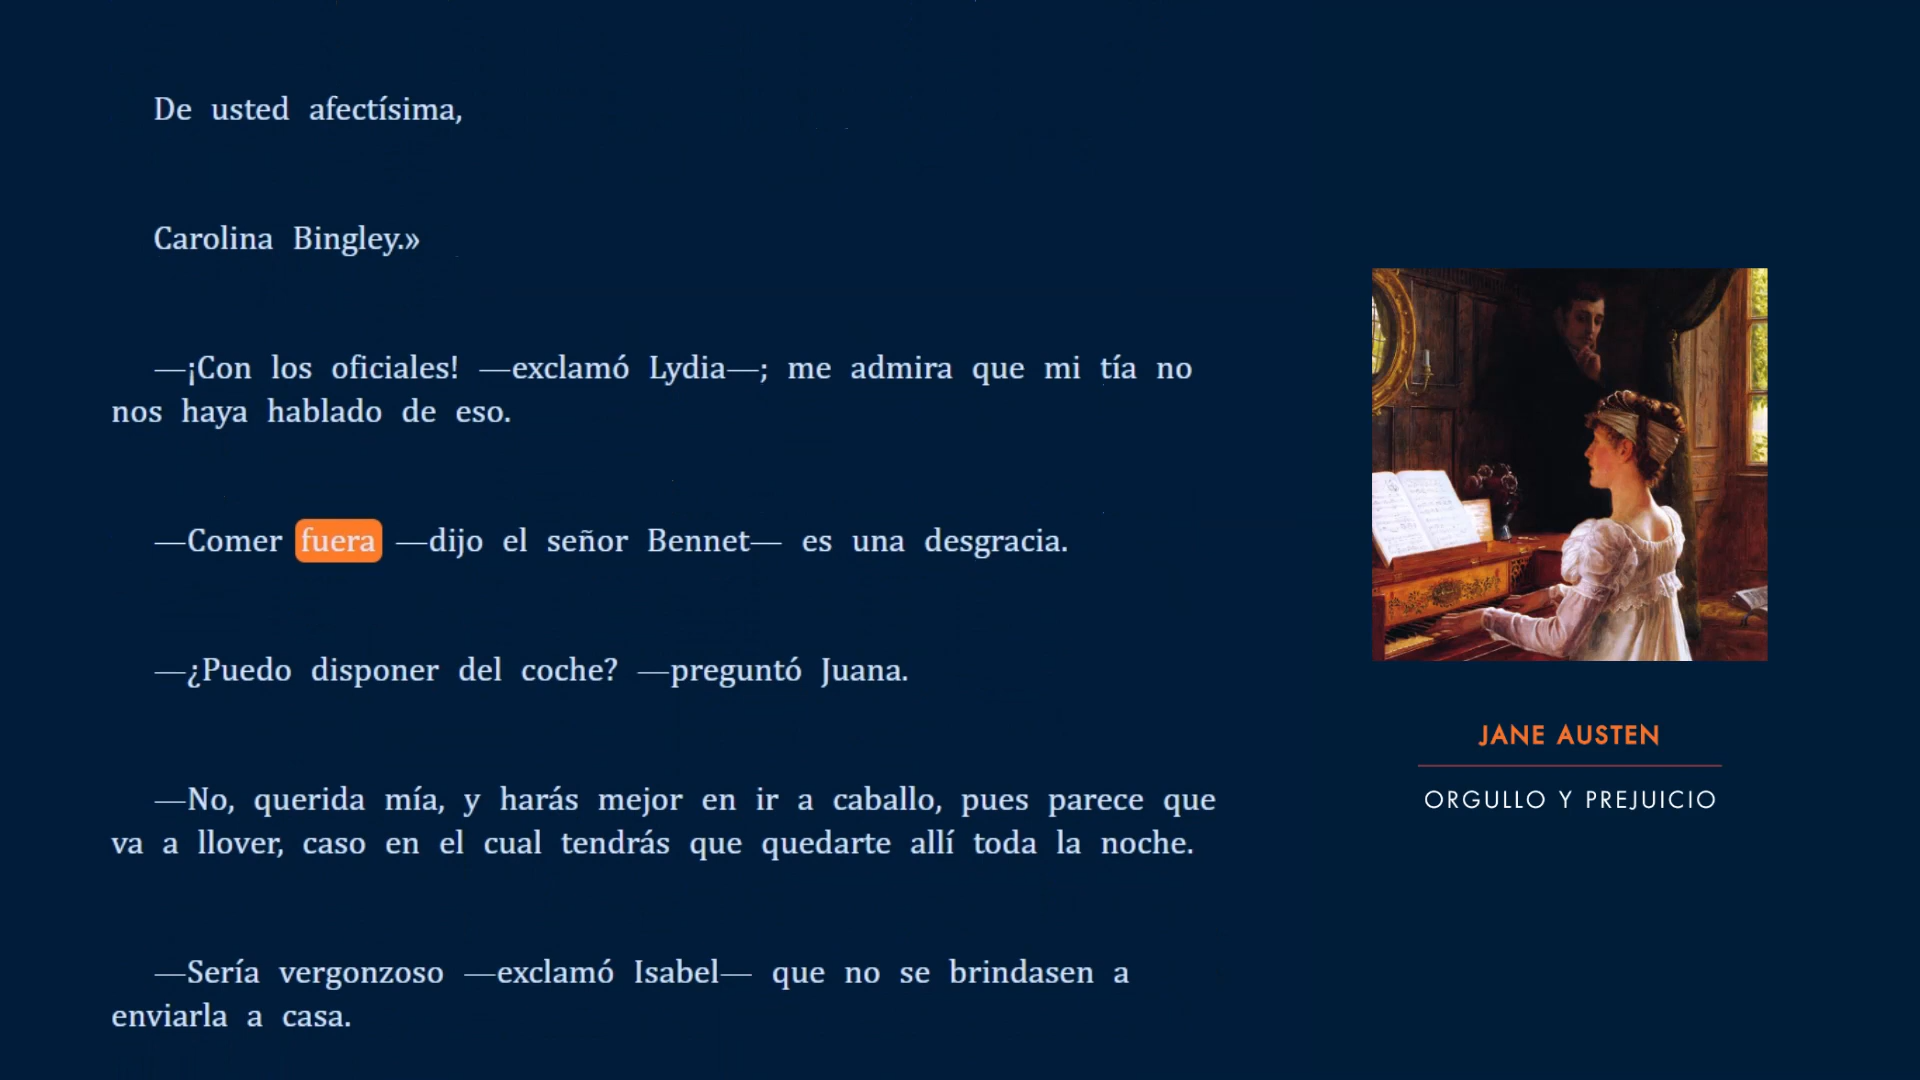 De usted afectísima,
Carolina Bingley.»
—¡Con los oficiales! —exclamó Lydia—; me admira que mi tía no
nos haya hablado de eso.
—Comer fuera —dijo el señor Bennet— es una desgracia.
—¿Puedo disponer del coche? —preguntó Juana.
—No, querida mía, y harás mejor en ir a caballo, pues parece que
va a llover, caso en el cual tendrás que quedarte allí toda la noche.
—Sería vergonzoso —exclamó Isabel— que no se brindasen a
enviarla a casa.
JANE AUSTEN
ORGULLO Y PREJUICIO